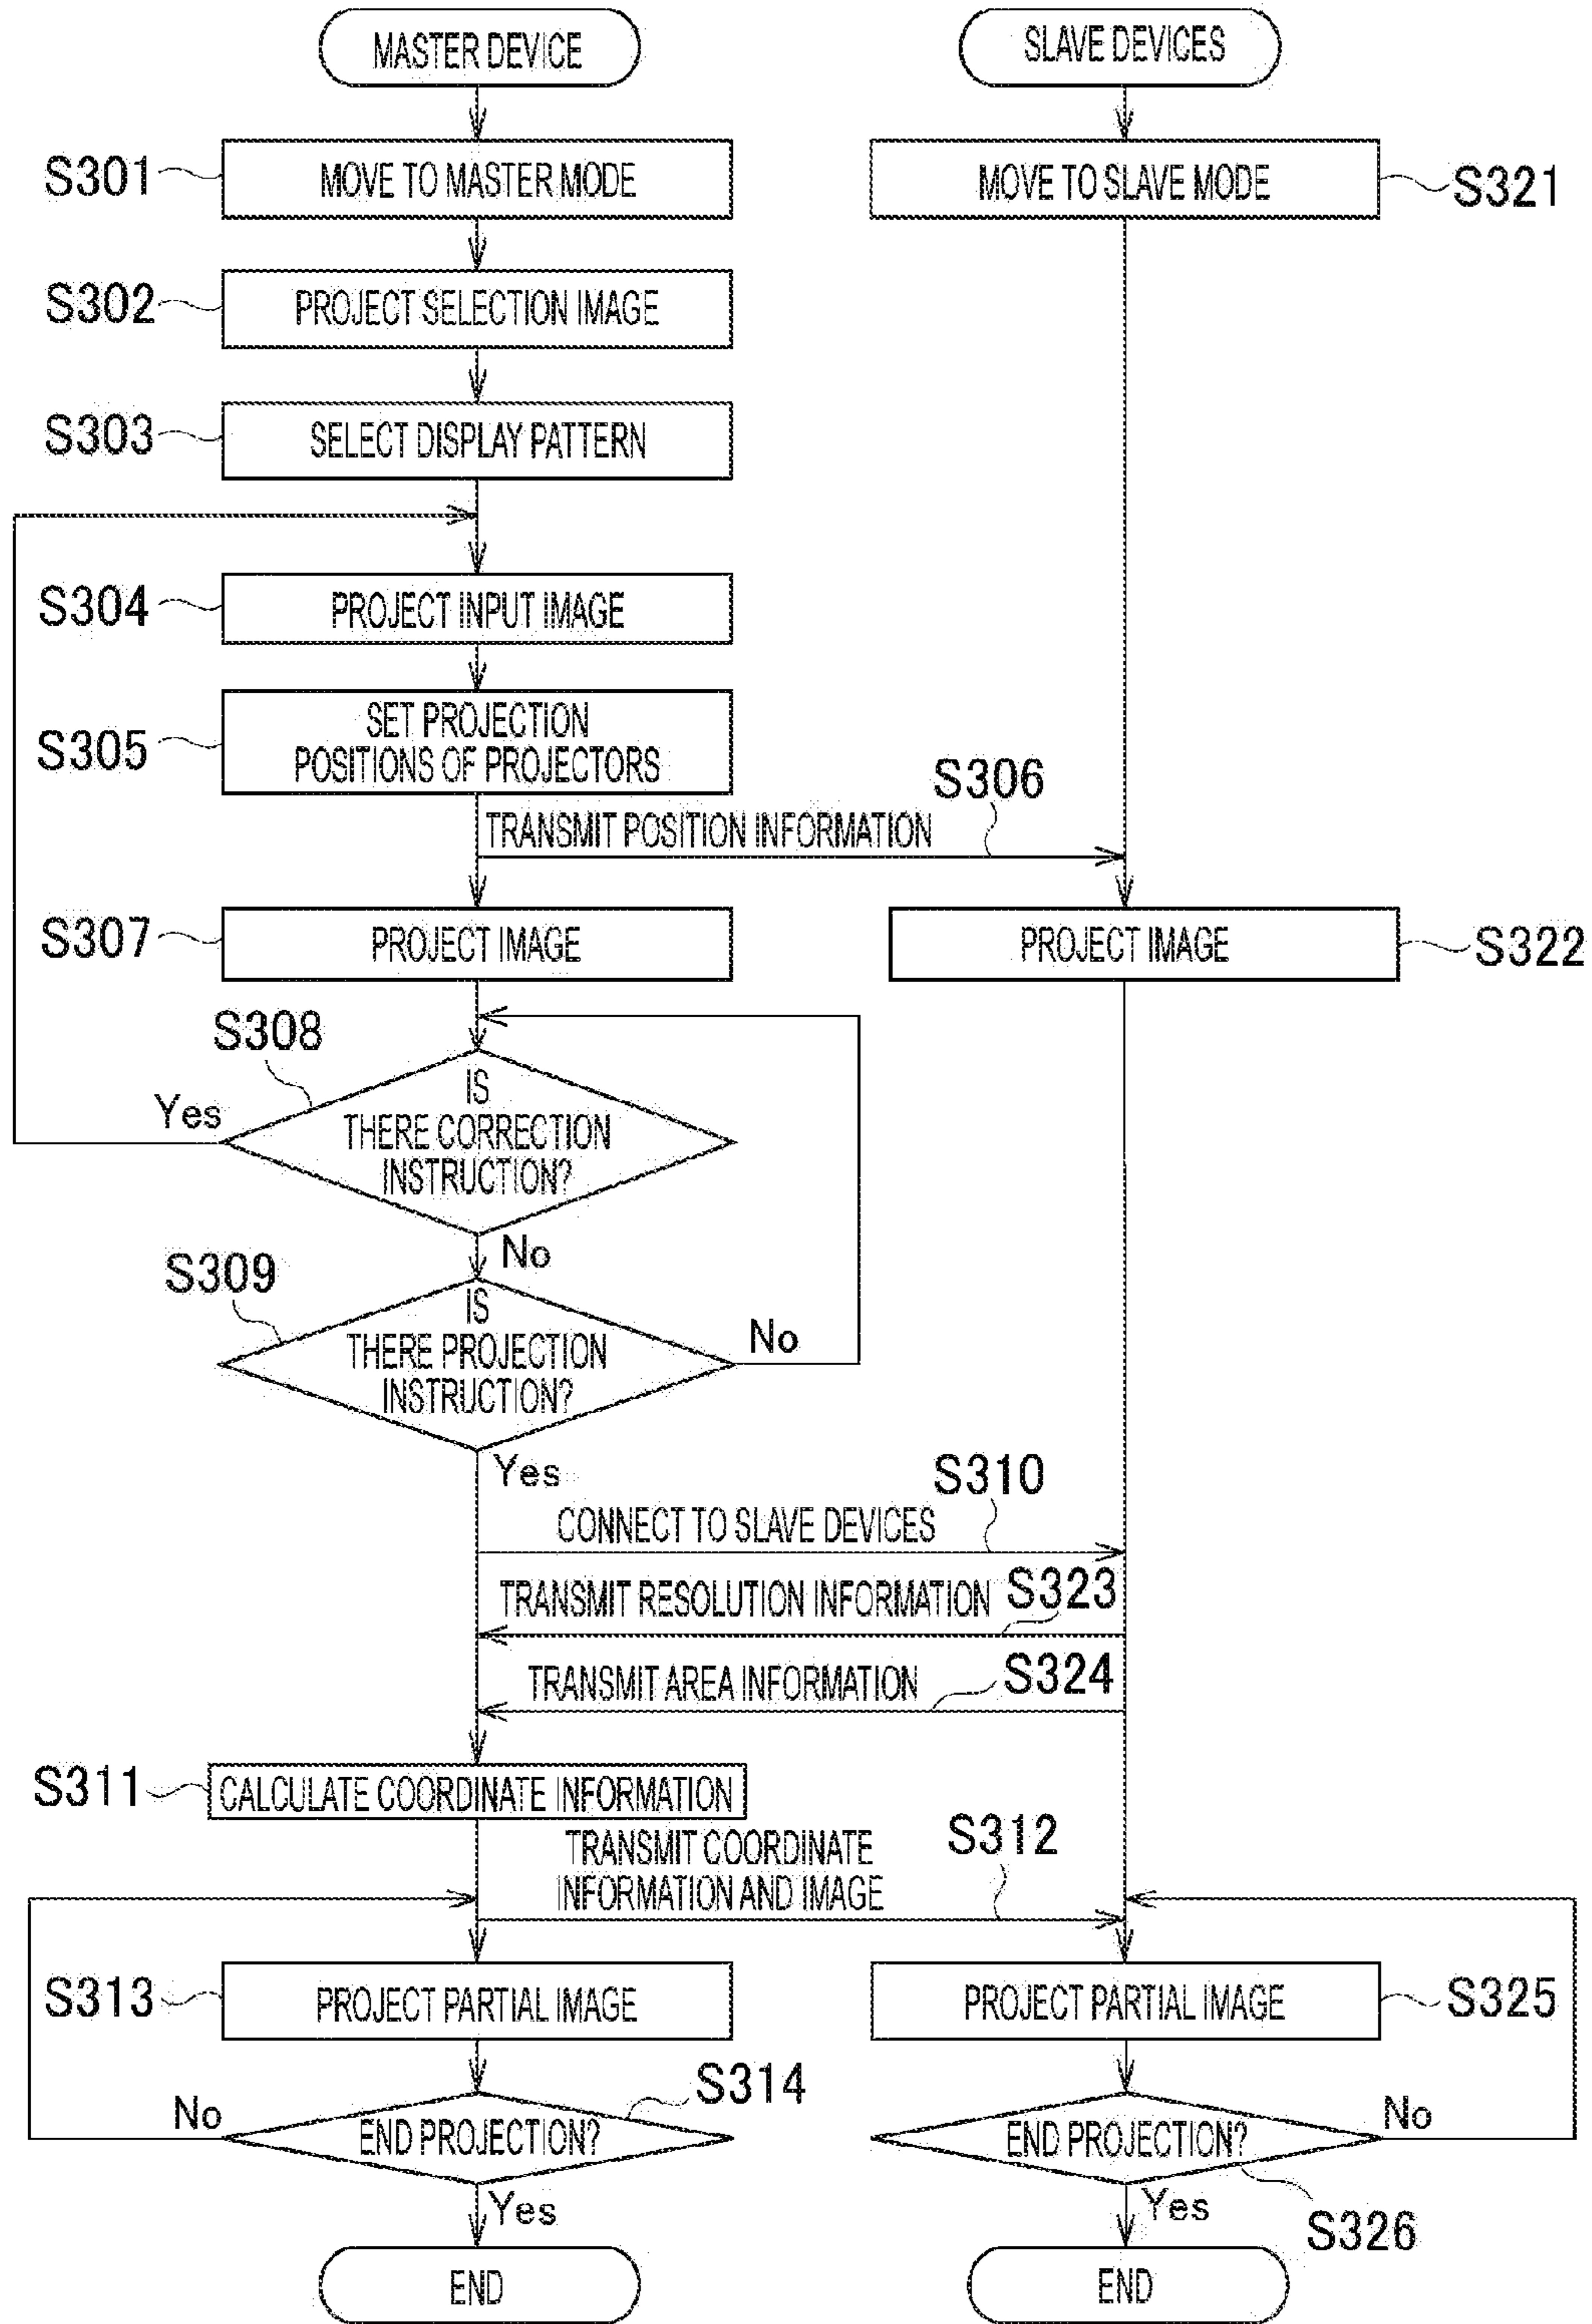 MASTER DEVICE
SLAVE DEVICES
S301
MOVE TO MASTER MODE
MOVE TO SLAVE MODE
S321
S302
PROJECT SELECTION IMAGE
S303
SELECT DISPLAY PATTERN
S304
PROJECT INPUT IMAGE
S305
SET PROJECTION
POSITIONS OF PROJECTORS
S306
TRANSMIT POSITION INFORMATION
S307
PROJECT IMAGE
PROJECT IMAGE
S322
S308
Yes
IS
THERE CORRECTION
INSTRUCTION?
No
S309
IS
THERE PROJECTION
INSTRUCTION?
No
Yes
S310
CONNECT TO SLAVE DEVICES
TRANSMIT RESOLUTION INFORMATION
S323
TRANSMIT AREA INFORMATION
S324
S311
CALCULATE COORDINATE INFORMATION
TRANSMIT COORDINATE
INFORMATION AND IMAGE
S312
S313
PROJECT PARTIAL IMAGE
PROJECT PARTIAL IMAGE
S325
S314
No
END PROJECTION?
END PROJECTION?
No
Yes
Yes
S326
END
END